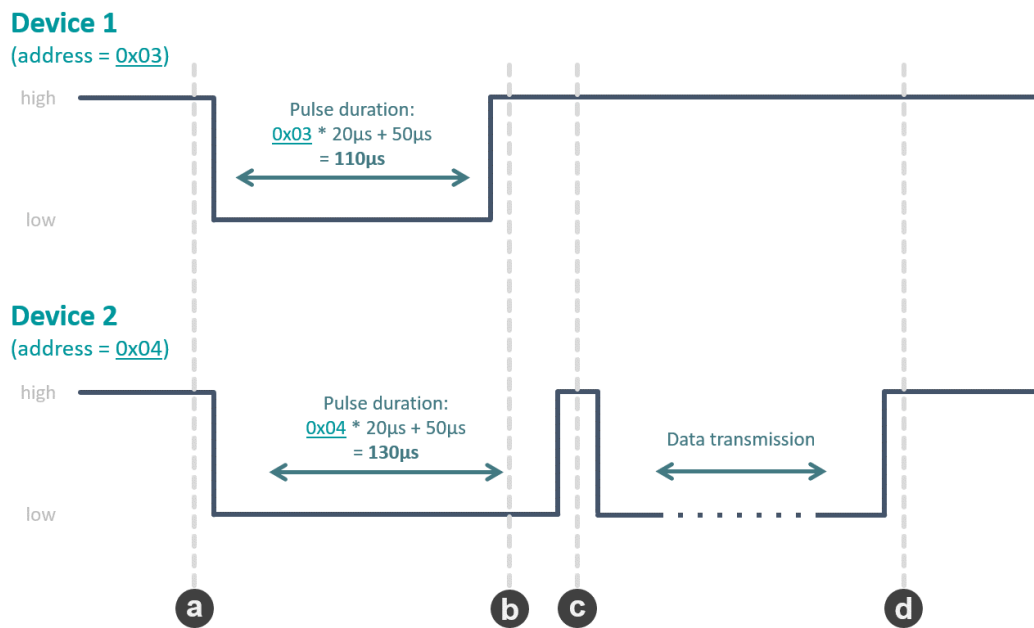 Device 1
(address = 0x03)
high
Pulse duration:
0x03 * 20µs + 50µs
= 110µs
low
Device 2
(address = 0x04)
high
Pulse duration:
0x04 * 20µs + 50µs
= 130µs
Data transmission
low
a
b
c
d